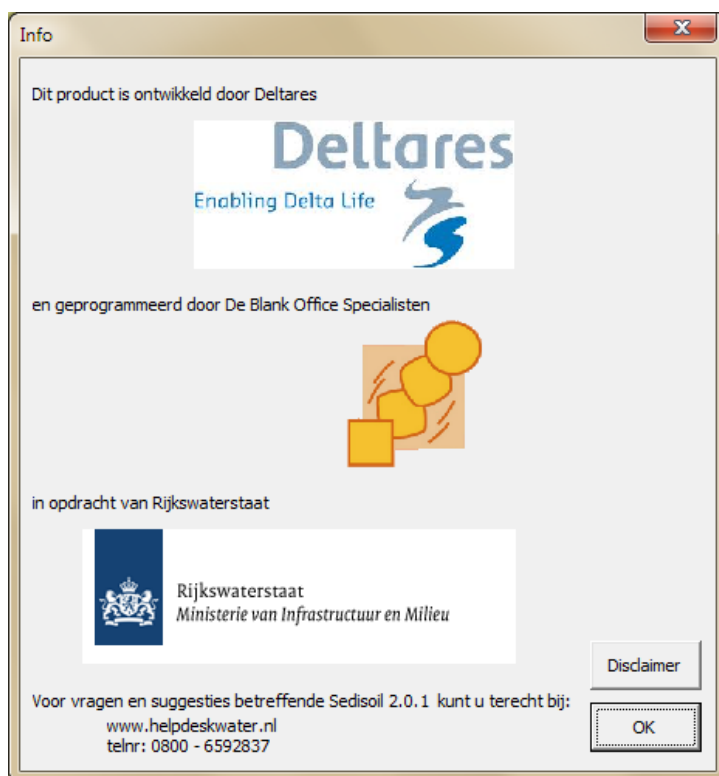 Info
Dit product is ontwikkeld door Deltares
Deltares
Enabling Delta Life
en geprogrammeerd door De Blank Office Specialisten
in opdracht van Rijkswaterstaat
Rijkswaterstaat
Ministerie van Infrastructuur en Milieu
Disclaimer
Voor vragen en suggesties betreffende Sedisoil 2.0.1 kunt u terecht bij:
www.helpdeskwater.nl
telnr: 0800 - 6592837
OK